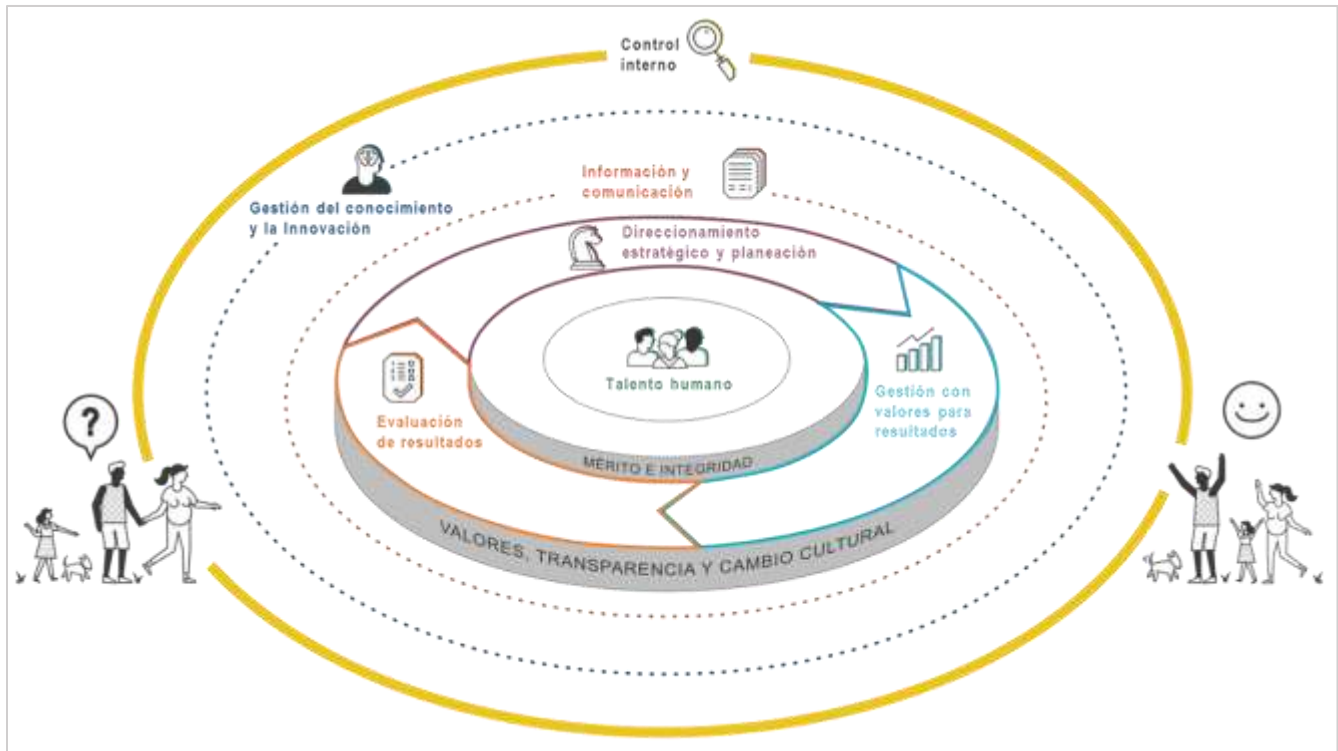 Control
interno
Información y
comunicación
Gestión del conocimiento
y la Innovación
Direccionamiento
estratègico y planeación
Talento humano
Gestión con
valores para
resultados
Evaluación
de resultados
MÉRITO E INTEGRIDAD
VALORES, TRANSPARENCIA Y CAMBIO CULTURAL
?